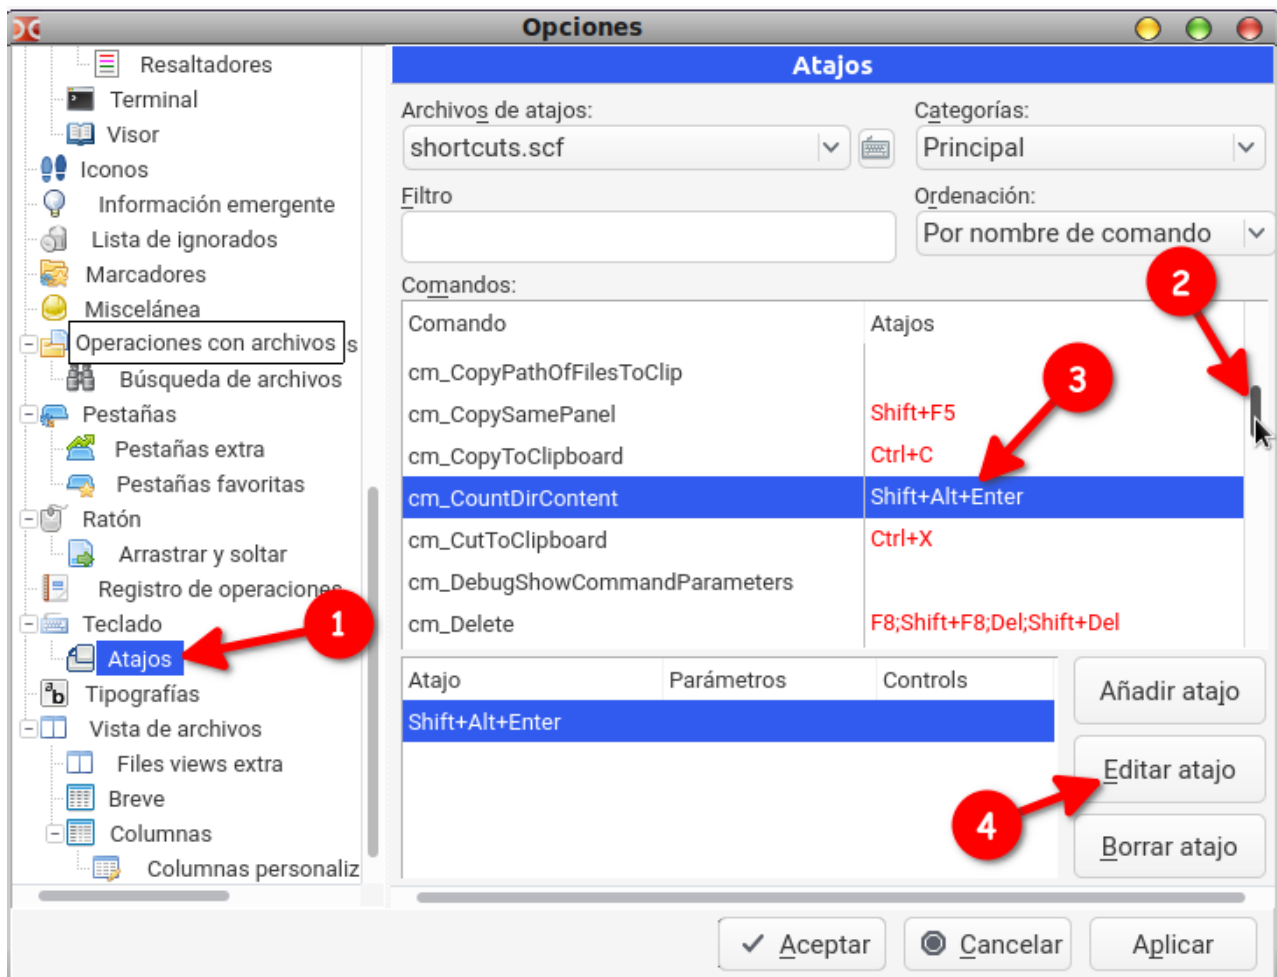 Opciones
Resaltadores
Terminal
Visor
Iconos
Información emergente
Lista de ignorados
Marcadores
Miscelánea
Operaciones con archivos s
Búsqueda de archivos
Pestañas
Pestañas extra
Pestañas favoritas
Ratón
Arrastrar y soltar
Registro de operaciones
Teclado
1
Atajos
Tipografías
Vista de archivos
Files views extra
Breve
Columnas
Columnas personaliz
Atajos
Archivos de atajos: Categorías:
shortcuts.scf Principal
Filtro Ordenación:
Por nombre de comando
Comandos:
2
Comando Atajos
cm_CopyPathOfFilesToClip
3
cm_CopySamePanel Shift+F5
cm_CopyToClipboard Ctrl+C
cm_CountDirContent Shift+Alt+Enter
cm_CutToClipboard Ctrl+X
cm_DebugShowCommandParameters
cm_Delete F8;Shift+F8;Del;Shift+Del
Atajo Parámetros Controls
Shift+Alt+Enter
Añadir atajo
Editar atajo
4
Borrar atajo
Aceptar Cancelar Aplicar